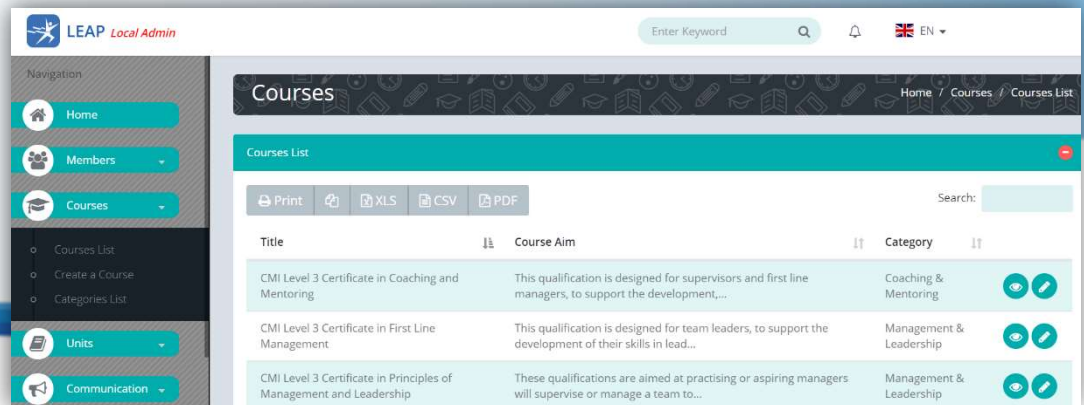 LEAP Local Admin
Enter Keyword
EN
Navigation
Home
Members
Courses
Courses List
Create a Course
Categories List
Units
Communication
Courses
Home / Courses / Courses List
Courses List
Print XLS CSV PDF
Search:
Title Course Aim Category
CMI Level 3 Certificate in Coaching and
Mentoring
This qualification is designed for supervisors and first line
managers, to support the development,...
Coaching &
Mentoring
CMI Level 3 Certificate in First Line
Management
This qualification is designed for team leaders, to support the
development of their skills in lead...
Management &
Leadership
CMI Level 3 Certificate in Principles of
Management and Leadership
These qualifications are aimed at practising or aspiring managers
will supervise or manage a team to...
Management &
Leadership